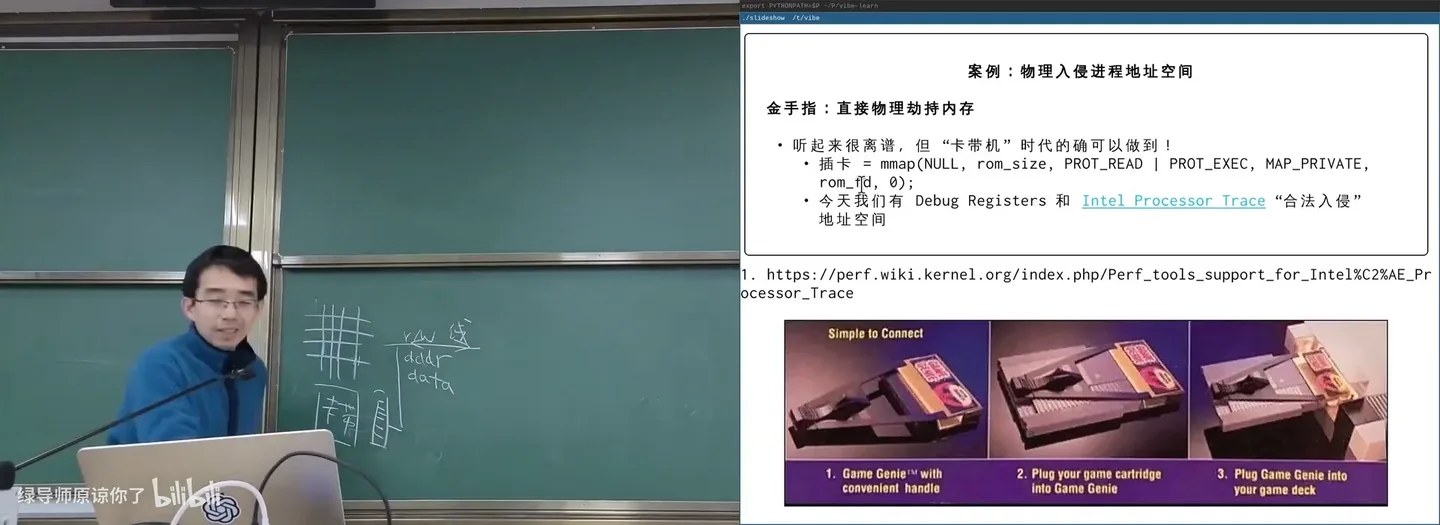 export PYTHONPATH=$P ~/P/vibe-learn
./slideshow /t/vibe
案例：物理入侵进程地址空间
金手指：直接物理劫持内存
• 听起来很离谱，但 “卡带机” 时代的确可以做到！
• 插卡 = mmap(NULL, rom_size, PROT_READ | PROT_EXEC, MAP_PRIVATE,
rom_fd, 0);
• 今天我们有 Debug Registers 和 Intel Processor Trace “合法入侵”
地址空间
1. https://perf.wiki.kernel.org/index.php/Perf_tools_support_for_Intel%C2%AE_Pr
ocessor_Trace
Simple to Connect
1. Game Genie™ with
convenient handle
2. Plug your game cartridge
into Game Genie
3. Plug Game Genie into
your game deck
r/w 线
addr
data
卡带
绿导师原谅你了 bilibili